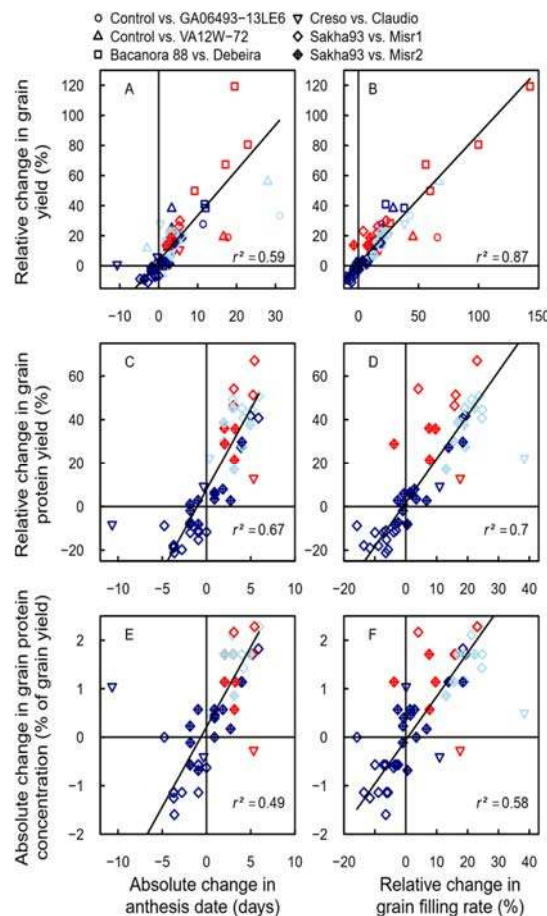 Control vs. GA06493-13LE6
Creso vs. Claudio
Control vs. VA12W-72
Sakha93 vs. Misr1
Bacanora 88 vs. Debeira
Sakha93 vs. Misr2
Relative change in grain
yield (%)
120
100
80
60
40
20
0
A
r² = 0.59
-10 0 10 20 30
B
r² = 0.87
0 50 100 150
Relative change in grain
protein yield (%)
60
40
20
0
-20
C
r² = 0.67
-10 -5 0 5 10
D
r² = 0.7
-20 0 20 40
Absolute change in grain protein
concentration (% of grain yield)
2
1
0
-1
-2
E
r² = 0.49
-10 -5 0 5 10
F
r² = 0.58
-20 -10 0 10 20 30 40
Absolute change in
anthesis date (days)
Relative change in
grain filling rate (%)